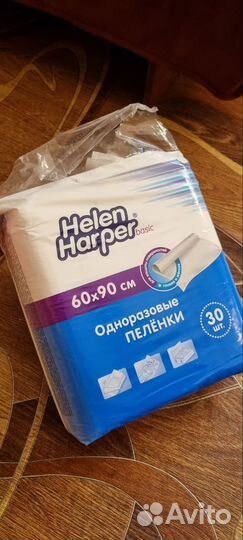 Helen
Harper® basic
60x90 см
Одноразовые
ПЕЛЁНКИ
30
шт.
Avito